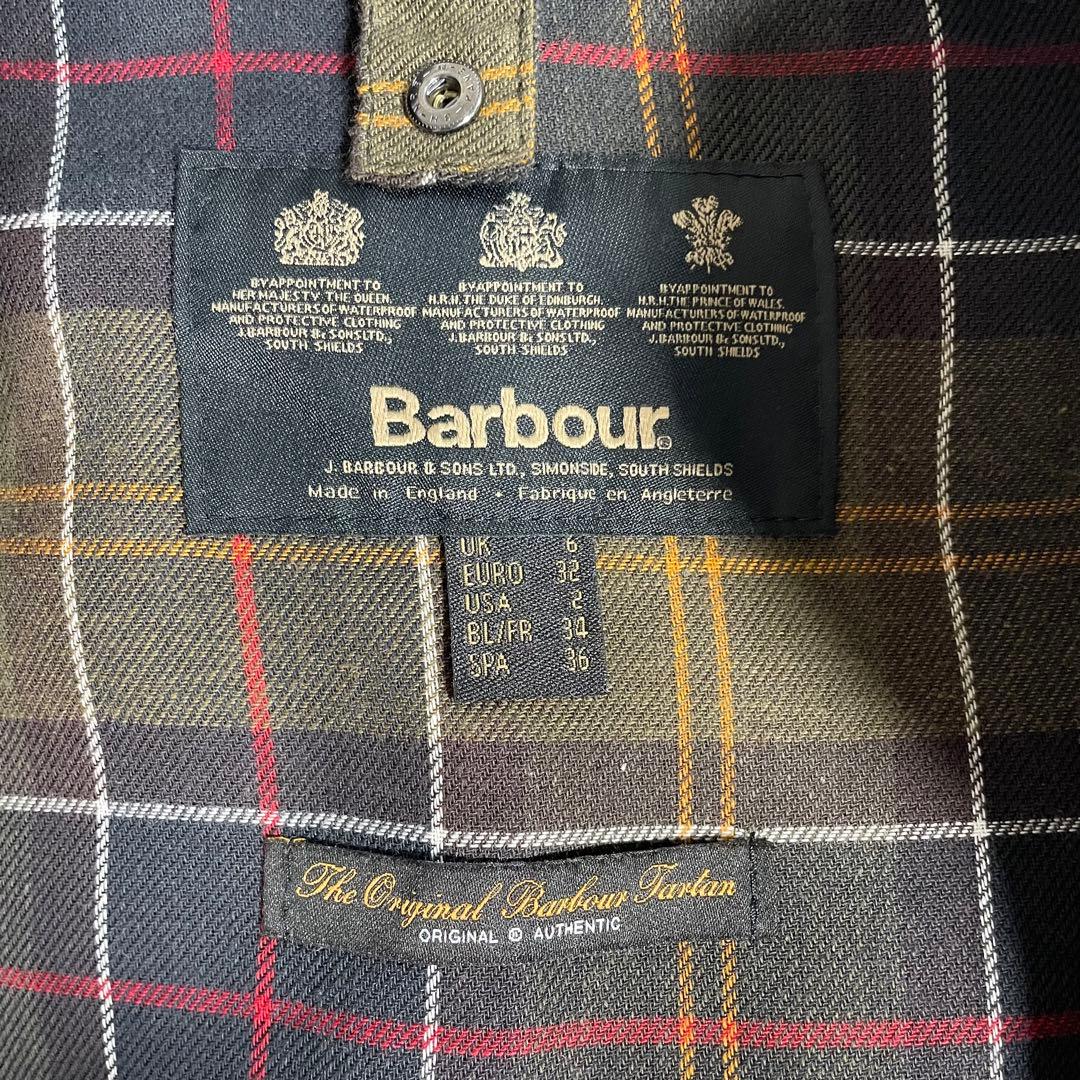 BY APPOINTMENT TO
HER MAJESTY THE QUEEN.
MANUFACTURERS OF WATERPROOF
AND PROTECTIVE CLOTHING
J. BARBOUR & SONS LTD.,
SOUTH SHIELDS
BY APPOINTMENT TO
H.R.H. THE DUKE OF EDINBURGH.
MANUFACTURERS OF WATERPROOF
AND PROTECTIVE CLOTHING
J. BARBOUR & SONS LTD.,
SOUTH SHIELDS
BY APPOINTMENT TO
H.R.H. THE PRINCE OF WALES.
MANUFACTURERS OF WATERPROOF
AND PROTECTIVE CLOTHING
J. BARBOUR & SONS LTD.,
SOUTH SHIELDS
Barbour®
J. BARBOUR & SONS LTD., SIMONSIDE, SOUTH SHIELDS
Made in England • Fabrique en Angleterre
UK 6
EURO 32
USA 2
BL/FR 34
SPA 36
The Original Barbour Tartan
ORIGINAL ® AUTHENTIC